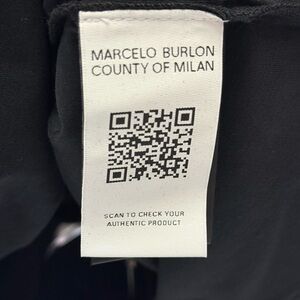 MARCELO BURLON
COUNTY OF MILAN
SCAN TO CHECK YOUR
AUTHENTIC PRODUCT